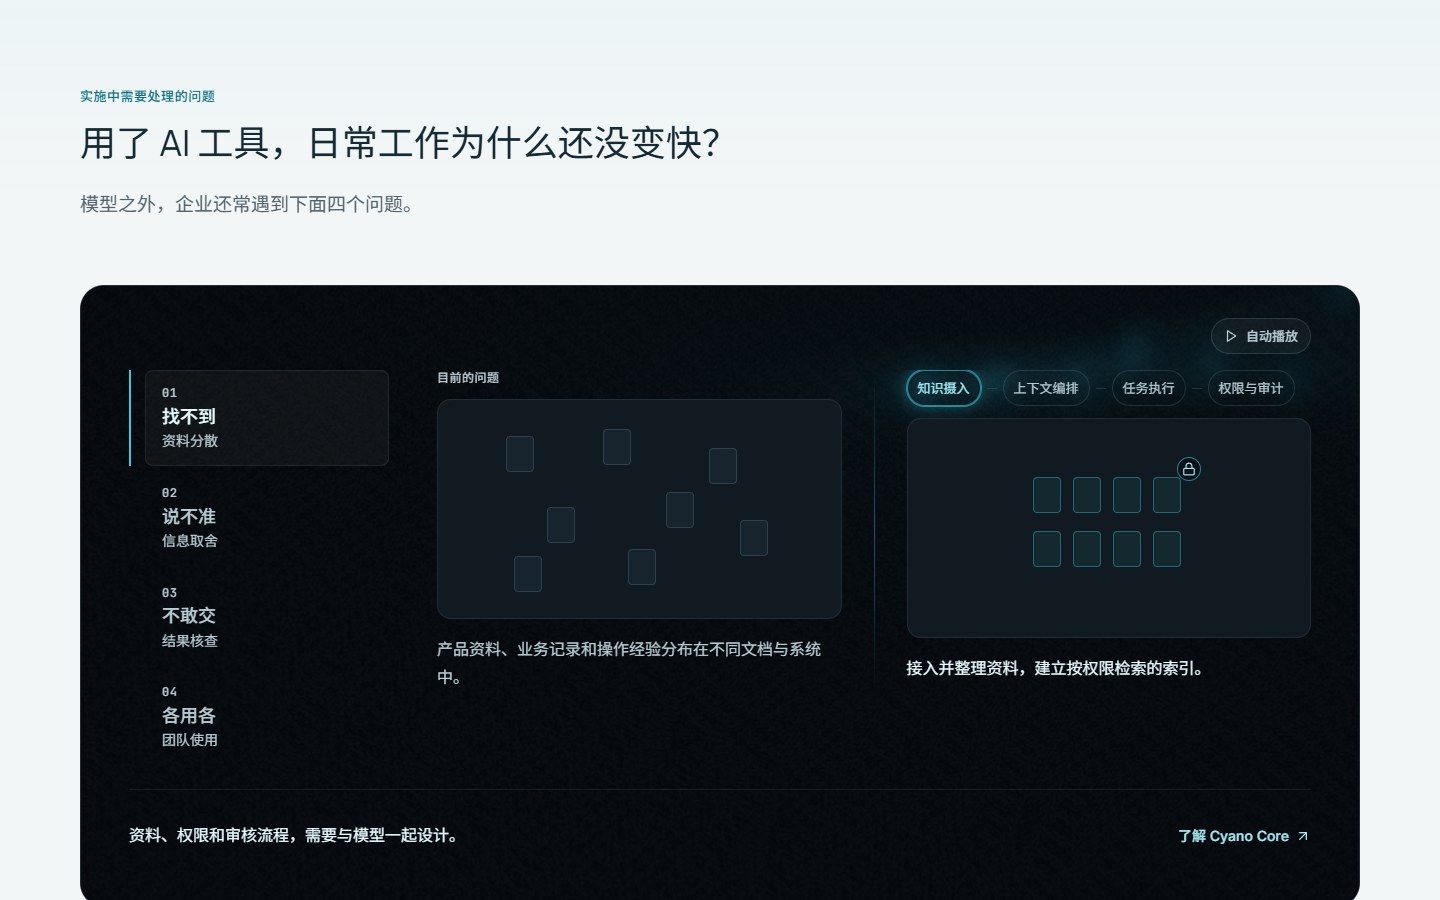 实施中需要处理的问题
用了 AI 工具，日常工作为什么还没变快？
模型之外，企业还常遇到下面四个问题。
自动播放
01
找不到
资料分散
02
说不准
信息取舍
03
不敢交
结果核查
04
各用各
团队使用
目前的问题
产品资料、业务记录和操作经验分布在不同文档与系统
中。
知识摄入
上下文编排
任务执行
权限与审计
接入并整理资料，建立按权限检索的索引。
资料、权限和审核流程，需要与模型一起设计。
了解 Cyano Core